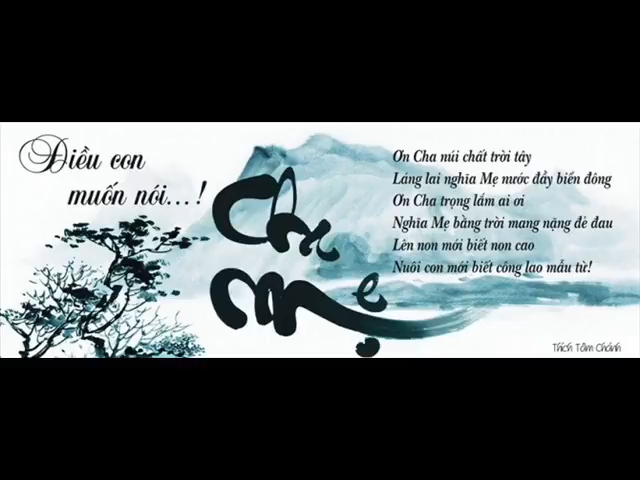 Điều con
muốn nói...!
Cha
Mẹ
Ơn Cha núi chất trời tây
Láng lai nghĩa Mẹ mước đầy biển đông
Ơn Cha trọng lắm ai ơi
Nghĩa Mẹ bằng trời mang nặng đẻ đau
Lên non mới biết non cao
Nuôi con mới biết công lao mẫu từ!
Thích Tâm Chánh